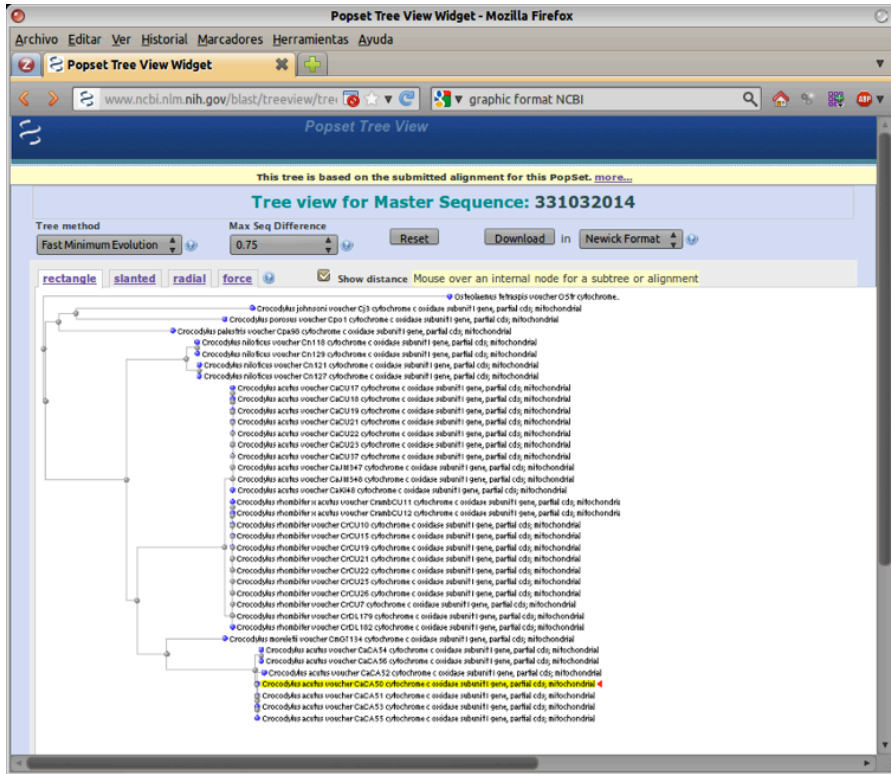 Popset Tree View Widget - Mozilla Firefox
Archivo Editar Ver Historial Marcadores Herramientas Ayuda
Popset Tree View Widget
www.ncbi.nlm.nih.gov/blast/treeview/tre graphic format NCBI
ABP
Popset Tree View
This tree is based on the submitted alignment for this PopSet. more...
Tree view for Master Sequence: 331032014
Tree method Max Seq Difference
Fast Minimum Evolution 0.75 Reset Download in Newick Format
rectangle slanted radial force Show distance Mouse over an internal node for a subtree or alignment
Osteolaemus tetraspis voucher OStr cytochrome..
Crocodylus johnsoni voucher Cj3 cytochrome c oxidase subunit I gene, partial cds; mitochondrial
Crocodylus porosus voucher Cpo1 cytochrome c oxidase subunit I gene, partial cds; mitochondrial
Crocodylus palustris voucher Cpa98 cytochrome c oxidase subunit I gene, partial cds; mitochondrial
Crocodylus niloticus voucher Cn118 cytochrome c oxidase subunit I gene, partial cds; mitochondrial
Crocodylus niloticus voucher Cn129 cytochrome c oxidase subunit I gene, partial cds; mitochondrial
Crocodylus niloticus voucher Cn121 cytochrome c oxidase subunit I gene, partial cds; mitochondrial
Crocodylus niloticus voucher Cn127 cytochrome c oxidase subunit I gene, partial cds; mitochondrial
Crocodylus acutus voucher CaCU17 cytochrome c oxidase subunit I gene, partial cds; mitochondrial
Crocodylus acutus voucher CaCU18 cytochrome c oxidase subunit I gene, partial cds; mitochondrial
Crocodylus acutus voucher CaCU19 cytochrome c oxidase subunit I gene, partial cds; mitochondrial
Crocodylus acutus voucher CaCU21 cytochrome c oxidase subunit I gene, partial cds; mitochondrial
Crocodylus acutus voucher CaCU22 cytochrome c oxidase subunit I gene, partial cds; mitochondrial
Crocodylus acutus voucher CaCU23 cytochrome c oxidase subunit I gene, partial cds; mitochondrial
Crocodylus acutus voucher CaCU37 cytochrome c oxidase subunit I gene, partial cds; mitochondrial
Crocodylus acutus voucher CaJM347 cytochrome c oxidase subunit I gene, partial cds; mitochondrial
Crocodylus acutus voucher CaJM348 cytochrome c oxidase subunit I gene, partial cds; mitochondrial
Crocodylus acutus voucher CaKI48 cytochrome c oxidase subunit I gene, partial cds; mitochondrial
Crocodylus rhombifer x acutus voucher CrambCU11 cytochrome c oxidase subunit I gene, partial cds; mitochondria
Crocodylus rhombifer x acutus voucher CrambCU12 cytochrome c oxidase subunit I gene, partial cds; mitochondria
Crocodylus rhombifer voucher CrCU10 cytochrome c oxidase subunit I gene, partial cds; mitochondrial
Crocodylus rhombifer voucher CrCU15 cytochrome c oxidase subunit I gene, partial cds; mitochondrial
Crocodylus rhombifer voucher CrCU19 cytochrome c oxidase subunit I gene, partial cds; mitochondrial
Crocodylus rhombifer voucher CrCU21 cytochrome c oxidase subunit I gene, partial cds; mitochondrial
Crocodylus rhombifer voucher CrCU22 cytochrome c oxidase subunit I gene, partial cds; mitochondrial
Crocodylus rhombifer voucher CrCU25 cytochrome c oxidase subunit I gene, partial cds; mitochondrial
Crocodylus rhombifer voucher CrCU26 cytochrome c oxidase subunit I gene, partial cds; mitochondrial
Crocodylus rhombifer voucher CrCU7 cytochrome c oxidase subunit I gene, partial cds; mitochondrial
Crocodylus rhombifer voucher CrDL179 cytochrome c oxidase subunit I gene, partial cds; mitochondrial
Crocodylus rhombifer voucher CrDL182 cytochrome c oxidase subunit I gene, partial cds; mitochondrial
Crocodylus moreletii voucher CmGT134 cytochrome c oxidase subunit I gene, partial cds; mitochondrial
Crocodylus acutus voucher CaCA54 cytochrome c oxidase subunit I gene, partial cds; mitochondrial
Crocodylus acutus voucher CaCA56 cytochrome c oxidase subunit I gene, partial cds; mitochondrial
Crocodylus acutus voucher CaCA52 cytochrome c oxidase subunit I gene, partial cds; mitochondrial
Crocodylus acutus voucher CaCA50 cytochrome c oxidase subunit I gene, partial cds; mitochondrial
Crocodylus acutus voucher CaCA51 cytochrome c oxidase subunit I gene, partial cds; mitochondrial
Crocodylus acutus voucher CaCA53 cytochrome c oxidase subunit I gene, partial cds; mitochondrial
Crocodylus acutus voucher CaCA55 cytochrome c oxidase subunit I gene, partial cds; mitochondrial